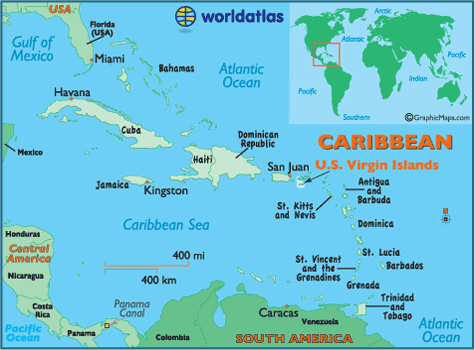 USA
worldatlas
Arctic
Florida
(USA)
Gulf of
Mexico
Miami
Atlantic
Pacific
Indian
Pacific
Southern
Bahamas
Atlantic
Ocean
Havana
©GraphicMaps.com
Cuba
Dominican
Republic
CARIBBEAN
Mexico
Haiti
San Juan
U.S. Virgin Islands
Jamaica
Kingston
Antigua
and
Barbuda
St. Kitts
and Nevis
Caribbean Sea
Dominica
Honduras
Central
America
400 mi
400 km
St. Lucia
St. Vincent
and the
Grenadines
Barbados
Nicaragua
Grenada
Costa
Rica
Panama
Canal
Caracas
Trinidad
and
Tobago
Pacific
Ocean
Panama
Colombia
Venezuela
SOUTH AMERICA
Atlantic
Ocean